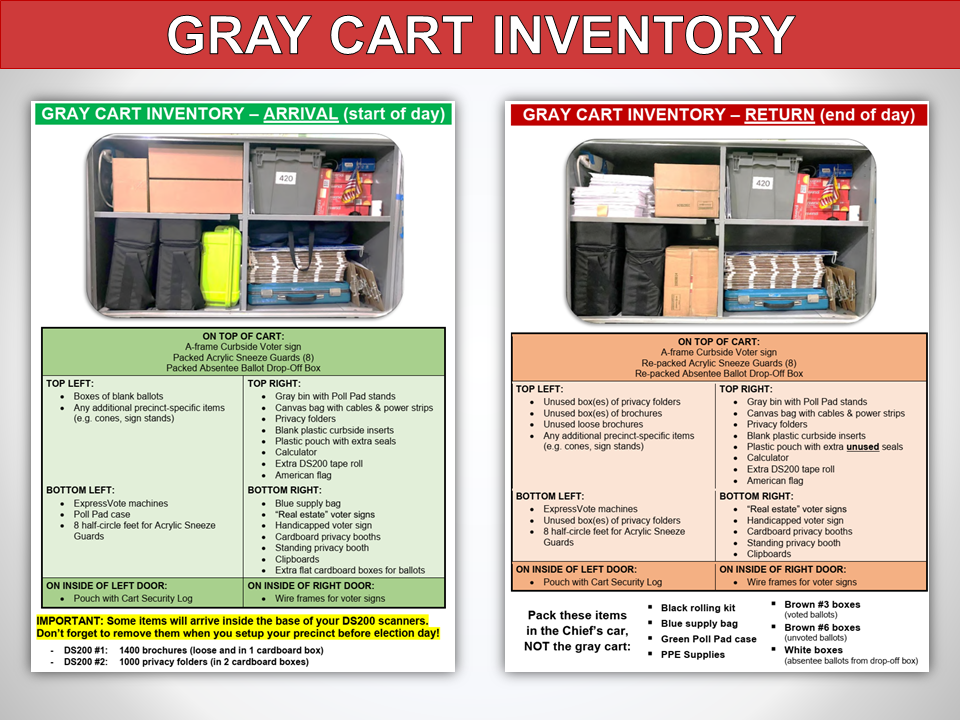 GRAY CART INVENTORY
GRAY CART INVENTORY – ARRIVAL (start of day)
420
ON TOP OF CART:
A-frame Curbside Voter sign
Packed Acrylic Sneeze Guards (8)
Packed Absentee Ballot Drop-Off Box
TOP LEFT:
• Boxes of blank ballots
• Any additional precinct-specific items
(e.g. cones, sign stands)
TOP RIGHT:
• Gray bin with Poll Pad stands
• Canvas bag with cables & power strips
• Privacy folders
• Blank plastic curbside inserts
• Plastic pouch with extra seals
• Calculator
• Extra DS200 tape roll
• American flag
BOTTOM LEFT:
• ExpressVote machines
• Poll Pad case
• 8 half-circle feet for Acrylic Sneeze
Guards
BOTTOM RIGHT:
• Blue supply bag
• "Real estate" voter signs
• Handicapped voter sign
• Cardboard privacy booths
• Standing privacy booth
• Clipboards
• Extra flat cardboard boxes for ballots
ON INSIDE OF LEFT DOOR:
• Pouch with Cart Security Log
ON INSIDE OF RIGHT DOOR:
• Wire frames for voter signs
IMPORTANT: Some items will arrive inside the base of your DS200 scanners.
Don't forget to remove them when you setup your precinct before election day!
- DS200 #1: 1400 brochures (loose and in 1 cardboard box)
- DS200 #2: 1000 privacy folders (in 2 cardboard boxes)
GRAY CART INVENTORY – RETURN (end of day)
420
ON TOP OF CART:
A-frame Curbside Voter sign
Re-packed Acrylic Sneeze Guards (8)
Re-packed Absentee Ballot Drop-Off Box
TOP LEFT:
• Unused box(es) of privacy folders
• Unused box(es) of brochures
• Unused loose brochures
• Any additional precinct-specific items
(e.g. cones, sign stands)
TOP RIGHT:
• Gray bin with Poll Pad stands
• Canvas bag with cables & power strips
• Privacy folders
• Blank plastic curbside inserts
• Plastic pouch with extra unused seals
• Calculator
• Extra DS200 tape roll
• American flag
BOTTOM LEFT:
• ExpressVote machines
• Unused box(es) of privacy folders
• 8 half-circle feet for Acrylic Sneeze
Guards
BOTTOM RIGHT:
• "Real estate" voter signs
• Handicapped voter sign
• Cardboard privacy booths
• Standing privacy booth
• Clipboards
ON INSIDE OF LEFT DOOR:
• Pouch with Cart Security Log
ON INSIDE OF RIGHT DOOR:
• Wire frames for voter signs
Pack these items
in the Chief's car,
NOT the gray cart:
▪ Black rolling kit
▪ Blue supply bag
▪ Green Poll Pad case
▪ PPE Supplies
▪ Brown #3 boxes
(voted ballots)
▪ Brown #6 boxes
(unvoted ballots)
▪ White boxes
(absentee ballots from drop-off box)